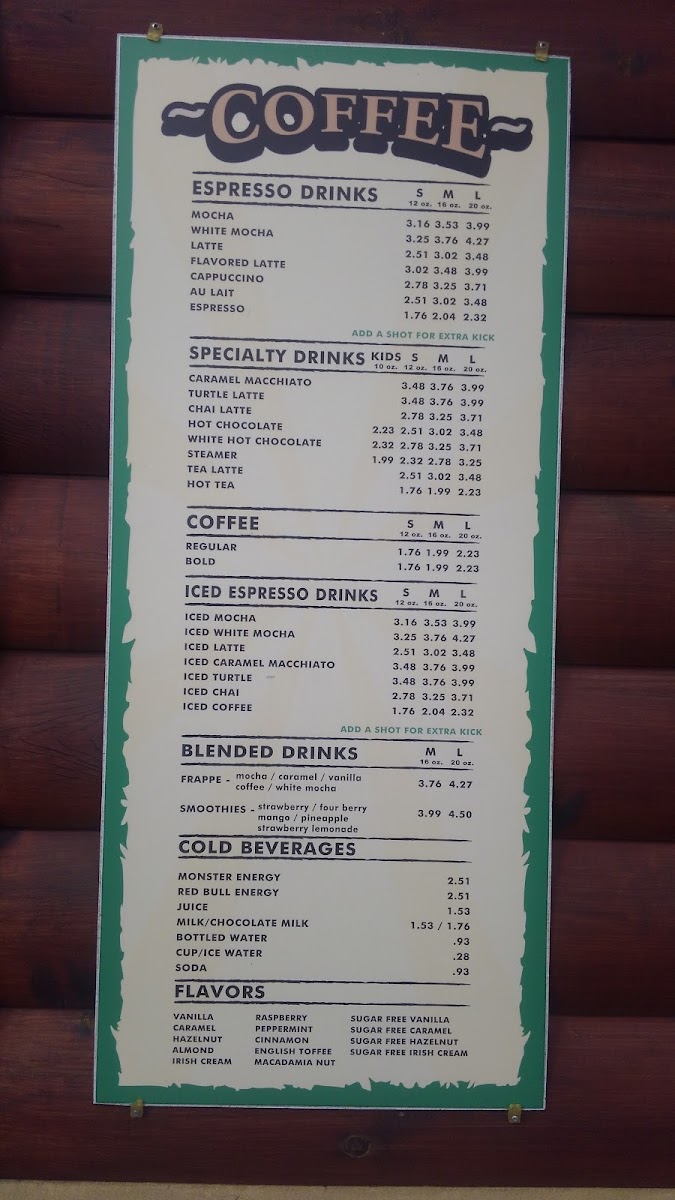 ~COFFEE~
ESPRESSO DRINKS S M L
12 oz. 16 oz. 20 oz.
MOCHA 3.16 3.53 3.99
WHITE MOCHA 3.25 3.76 4.27
LATTE 2.51 3.02 3.48
FLAVORED LATTE 3.02 3.48 3.99
CAPPUCCINO 2.78 3.25 3.71
AU LAIT 2.51 3.02 3.48
ESPRESSO 1.76 2.04 2.32
ADD A SHOT FOR EXTRA KICK
SPECIALTY DRINKS KIDS S M L
10 oz. 12 oz. 16 oz. 20 oz.
CARAMEL MACCHIATO 3.48 3.76 3.99
TURTLE LATTE 3.48 3.76 3.99
CHAI LATTE 2.78 3.25 3.71
HOT CHOCOLATE 2.23 2.51 3.02 3.48
WHITE HOT CHOCOLATE 2.32 2.78 3.25 3.71
STEAMER 1.99 2.32 2.78 3.25
TEA LATTE 2.51 3.02 3.48
HOT TEA 1.76 1.99 2.23
COFFEE S M L
12 oz. 16 oz. 20 oz.
REGULAR 1.76 1.99 2.23
BOLD 1.76 1.99 2.23
ICED ESPRESSO DRINKS S M L
12 oz. 16 oz. 20 oz.
ICED MOCHA 3.16 3.53 3.99
ICED WHITE MOCHA 3.25 3.76 4.27
ICED LATTE 2.51 3.02 3.48
ICED CARAMEL MACCHIATO 3.48 3.76 3.99
ICED TURTLE 3.48 3.76 3.99
ICED CHAI 2.78 3.25 3.71
ICED COFFEE 1.76 2.04 2.32
ADD A SHOT FOR EXTRA KICK
BLENDED DRINKS M L
16 oz. 20 oz.
FRAPPE - mocha / caramel / vanilla
coffee / white mocha 3.76 4.27
SMOOTHIES - strawberry / four berry
mango / pineapple 3.99 4.50
strawberry lemonade
COLD BEVERAGES
MONSTER ENERGY 2.51
RED BULL ENERGY 2.51
JUICE 1.53
MILK/CHOCOLATE MILK 1.53 / 1.76
BOTTLED WATER .93
CUP/ICE WATER .28
SODA .93
FLAVORS
VANILLA RASPBERRY SUGAR FREE VANILLA
CARAMEL PEPPERMINT SUGAR FREE CARAMEL
HAZELNUT CINNAMON SUGAR FREE HAZELNUT
ALMOND ENGLISH TOFFEE SUGAR FREE IRISH CREAM
IRISH CREAM MACADAMIA NUT